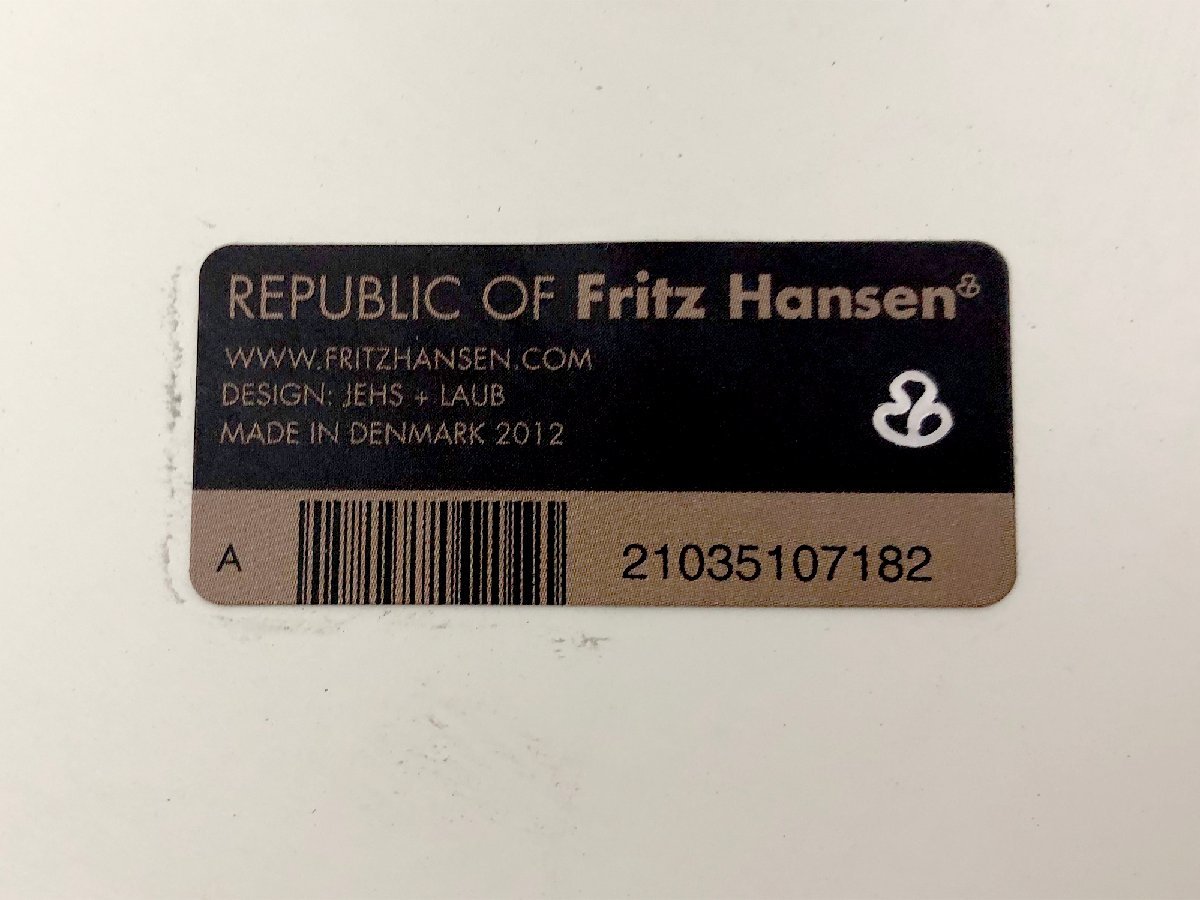 REPUBLIC OF Fritz Hansen
WWW.FRITZHANSEN.COM
DESIGN: JEHS + LAUB
MADE IN DENMARK 2012
A 21035107182